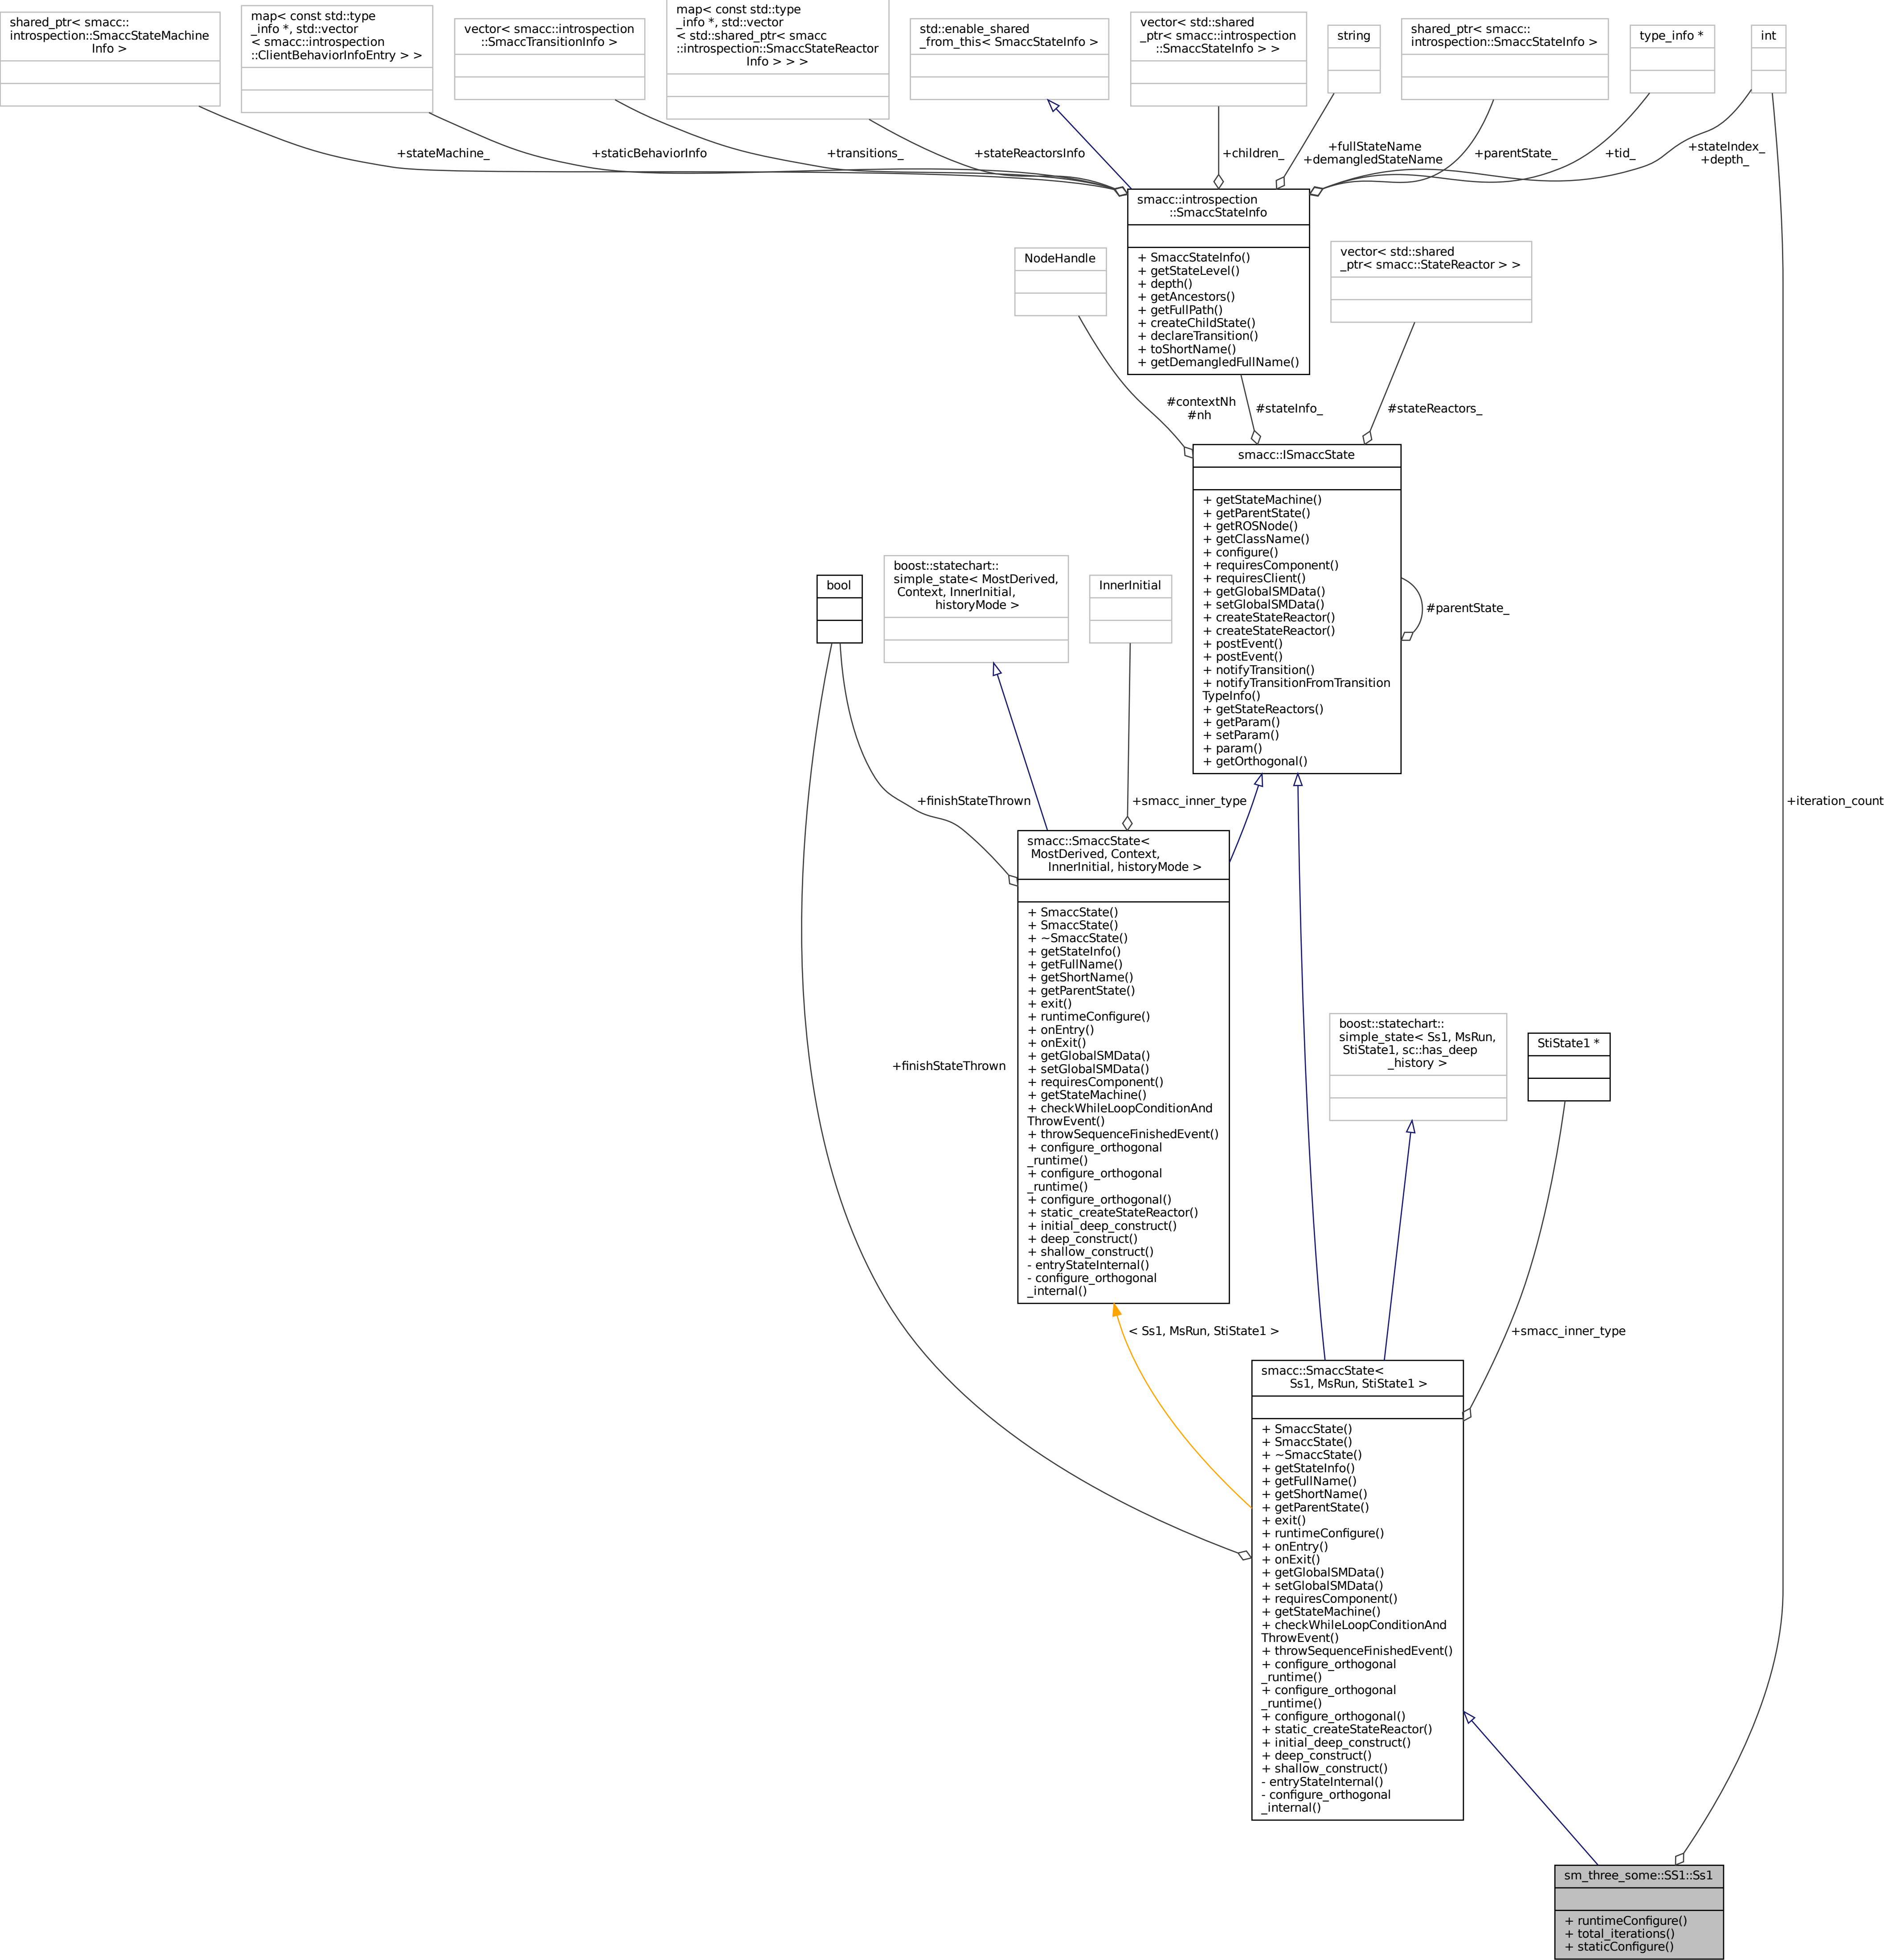 shared_ptr< smacc::
introspection::SmaccStateMachine
Info >
map< const std::type
_info *, std::vector
< smacc::introspection
::ClientBehaviorInfoEntry > >
vector< smacc::introspection
::SmaccTransitionInfo >
map< const std::type
_info *, std::vector
< std::shared_ptr< smacc
::introspection::SmaccStateReactor
Info > > >
std::enable_shared
_from_this< SmaccStateInfo >
vector< std::shared
_ptr< smacc::introspection
::SmaccStateInfo > >
string
shared_ptr< smacc::
introspection::SmaccStateInfo >
type_info *
int
+stateMachine_
+staticBehaviorInfo
+transitions_
+stateReactorsInfo
+children_
+fullStateName
+demangledStateName
+parentState_
+tid_
+stateIndex_
+depth_
smacc::introspection
::SmaccStateInfo
+ SmaccStateInfo()
+ getStateLevel()
+ depth()
+ getAncestors()
+ getFullPath()
+ createChildState()
+ declareTransition()
+ toShortName()
+ getDemangledFullName()
NodeHandle
vector< std::shared
_ptr< smacc::StateReactor > >
#contextNh
#nh
#stateInfo_
#stateReactors_
smacc::ISmaccState
+ getStateMachine()
+ getParentState()
+ getROSNode()
+ getClassName()
+ configure()
+ requiresComponent()
+ requiresClient()
+ getGlobalSMData()
+ setGlobalSMData()
+ createStateReactor()
+ createStateReactor()
+ postEvent()
+ postEvent()
+ notifyTransition()
+ notifyTransitionFromTransition
TypeInfo()
+ getStateReactors()
+ getParam()
+ setParam()
+ param()
+ getOrthogonal()
#parentState_
bool
boost::statechart::
simple_state< MostDerived,
Context, InnerInitial,
historyMode >
InnerInitial
+finishStateThrown
+smacc_inner_type
+iteration_count
smacc::SmaccState<
MostDerived, Context,
InnerInitial, historyMode >
+ SmaccState()
+ SmaccState()
+ ~SmaccState()
+ getStateInfo()
+ getFullName()
+ getShortName()
+ getParentState()
+ exit()
+ runtimeConfigure()
+ onEntry()
+ onExit()
+ getGlobalSMData()
+ setGlobalSMData()
+ requiresComponent()
+ getStateMachine()
+ checkWhileLoopConditionAnd
ThrowEvent()
+ throwSequenceFinishedEvent()
+ configure_orthogonal
_runtime()
+ configure_orthogonal
_runtime()
+ configure_orthogonal()
+ static_createStateReactor()
+ initial_deep_construct()
+ deep_construct()
+ shallow_construct()
- entryStateInternal()
- configure_orthogonal
_internal()
+finishStateThrown
boost::statechart::
simple_state< Ss1, MsRun,
StiState1, sc::has_deep
_history >
StiState1 *
< Ss1, MsRun, StiState1 >
+smacc_inner_type
smacc::SmaccState<
Ss1, MsRun, StiState1 >
+ SmaccState()
+ SmaccState()
+ ~SmaccState()
+ getStateInfo()
+ getFullName()
+ getShortName()
+ getParentState()
+ exit()
+ runtimeConfigure()
+ onEntry()
+ onExit()
+ getGlobalSMData()
+ setGlobalSMData()
+ requiresComponent()
+ getStateMachine()
+ checkWhileLoopConditionAnd
ThrowEvent()
+ throwSequenceFinishedEvent()
+ configure_orthogonal
_runtime()
+ configure_orthogonal
_runtime()
+ configure_orthogonal()
+ static_createStateReactor()
+ initial_deep_construct()
+ deep_construct()
+ shallow_construct()
- entryStateInternal()
- configure_orthogonal
_internal()
sm_three_some::SS1::Ss1
+ runtimeConfigure()
+ total_iterations()
+ staticConfigure()